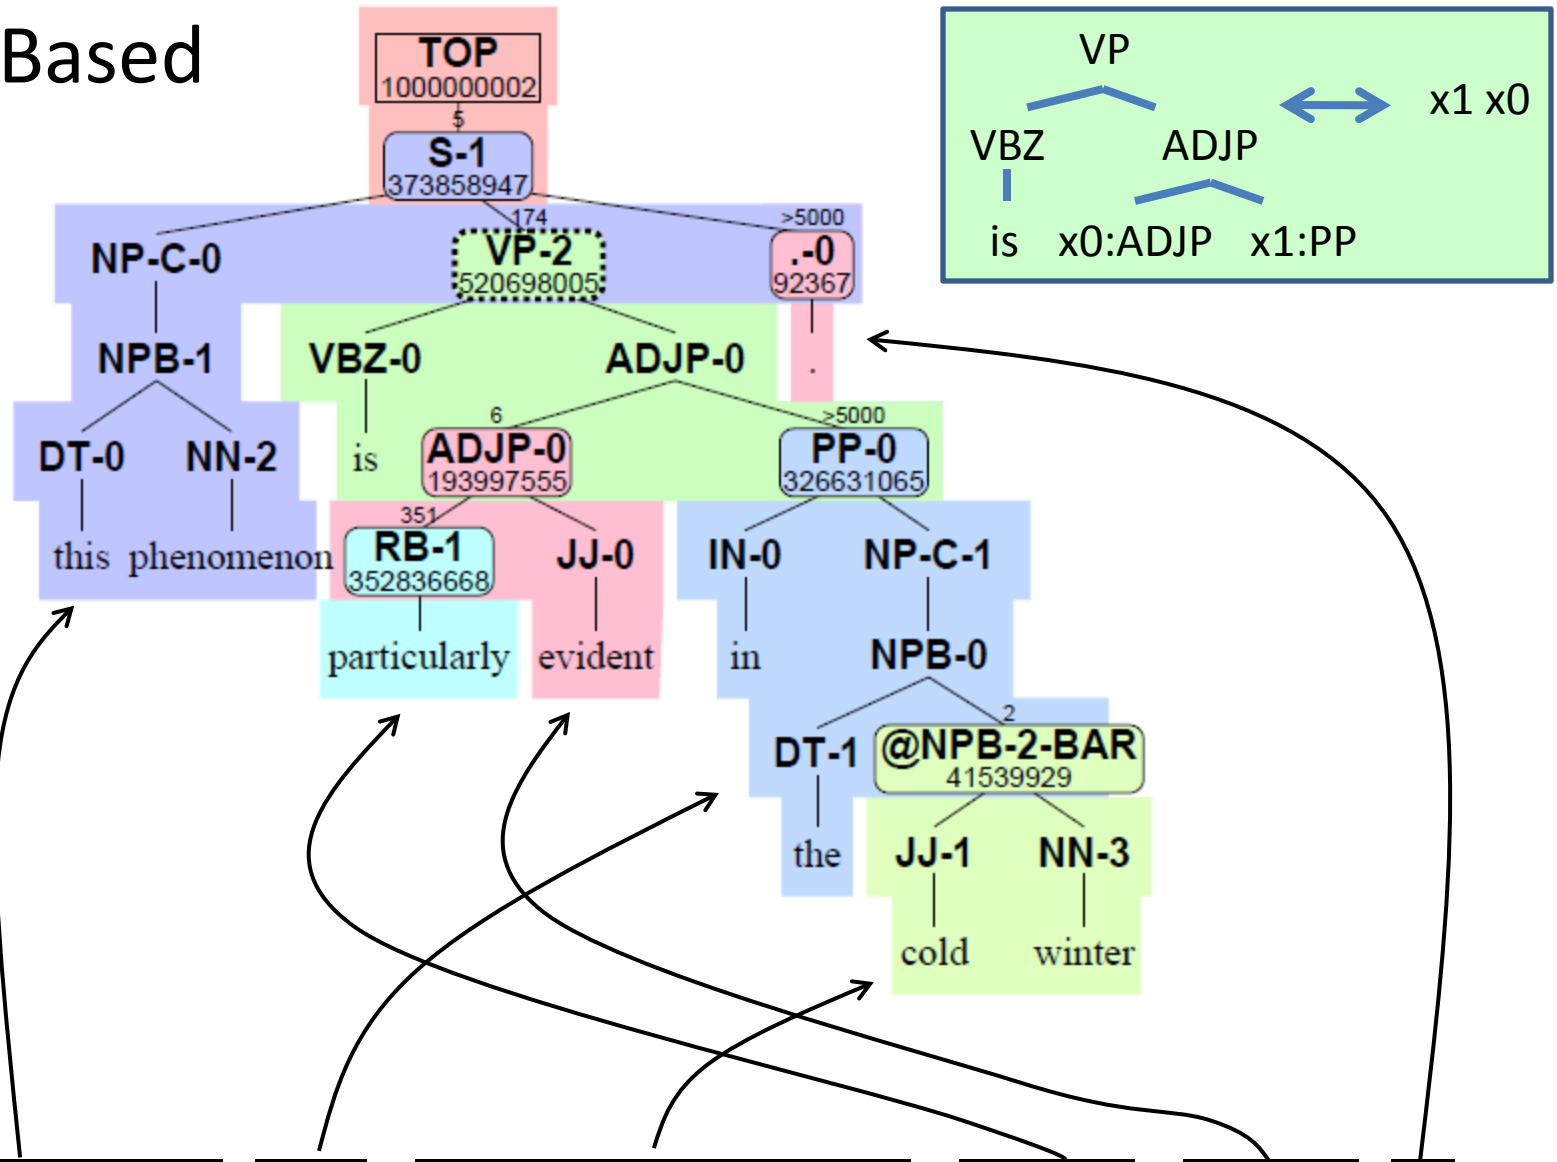 Based
TOP
1000000002
5
S-1
373858947
174
>5000
NP-C-0
VP-2
520698005
.-0
92367
NPB-1
VBZ-0
ADJP-0
.
6
>5000
DT-0
NN-2
is
ADJP-0
193997555
PP-0
326631065
351
this
phenomenon
RB-1
352836668
JJ-0
IN-0
NP-C-1
particularly
evident
in
NPB-0
2
DT-1
@NPB-2-BAR
41539929
the
JJ-1
NN-3
cold
winter
VP
x1 x0
VBZ
ADJP
is
x0:ADJP
x1:PP